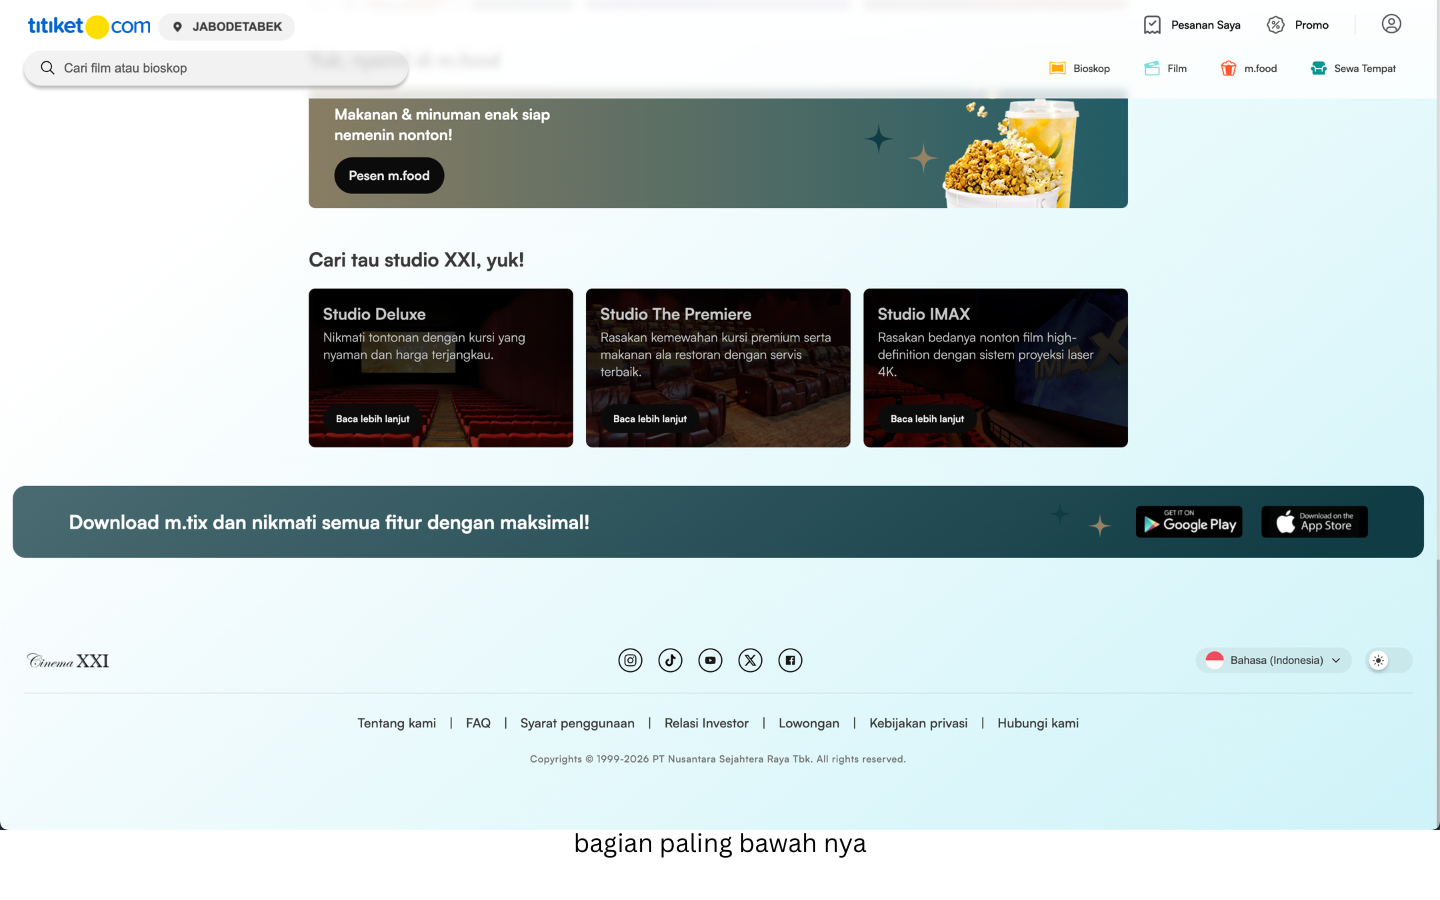 titiket com
JABODETABEK
Pesanan Saya
Promo
Cari film atau bioskop
Bioskop
Film
m.food
Sewa Tempat
Makanan & minuman enak siap
nemenin nonton!
Pesen m.food
Cari tau studio XXI, yuk!
Studio Deluxe
Nikmati tontonan dengan kursi yang
nyaman dan harga terjangkau.
Baca lebih lanjut
Studio The Premiere
Rasakan kemewahan kursi premium serta
makanan ala restoran dengan servis
terbaik.
Baca lebih lanjut
Studio IMAX
Rasakan bedanya nonton film high-
definition dengan sistem proyeksi laser
4K.
Baca lebih lanjut
Download m.tix dan nikmati semua fitur dengan maksimal!
GET IT ON
Google Play
Download on the
App Store
Cinema XXI
Bahasa (Indonesia)
Tentang kami | FAQ | Syarat penggunaan | Relasi Investor | Lowongan | Kebijakan privasi | Hubungi kami
Copyrights © 1999-2026 PT Nusantara Sejahtera Raya Tbk. All rights reserved.
bagian paling bawah nya